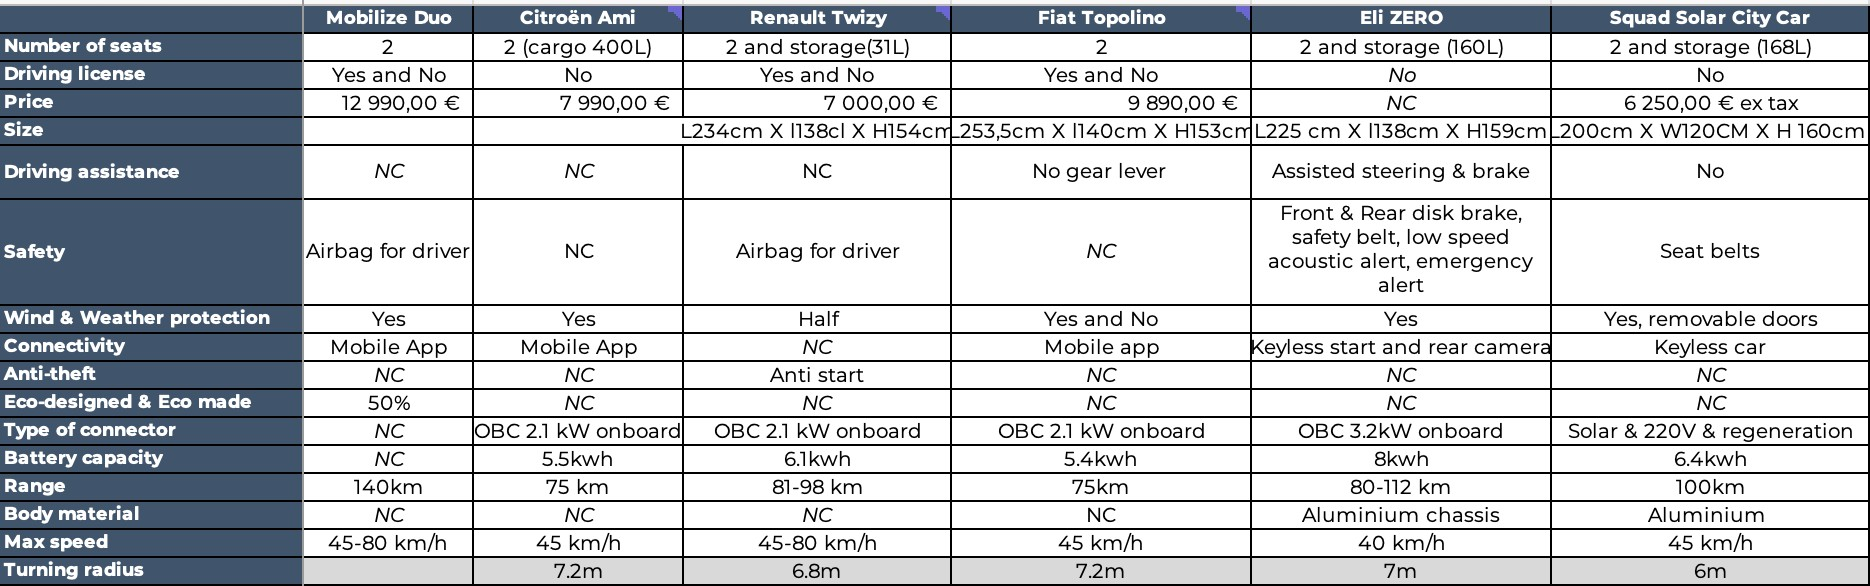 Mobilize Duo Citroën Ami Renault Twizy Fiat Topolino Eli ZERO Squad Solar City Car
Number of seats 2 2 (cargo 400L) 2 and storage(31L) 2 2 and storage (160L) 2 and storage (168L)
Driving license Yes and No No Yes and No Yes and No No No
Price 12 990,00 € 7 990,00 € 7 000,00 € 9 890,00 € NC 6 250,00 € ex tax
Size L234cm X l138cl X H154cm L253,5cm X l140cm X H153cm L225 cm X l138cm X H159cm L200cm X W120CM X H 160cm
Driving assistance NC NC NC No gear lever Assisted steering & brake No
Safety Airbag for driver NC Airbag for driver NC Front & Rear disk brake,
safety belt, low speed
acoustic alert, emergency
alert Seat belts
Wind & Weather protection Yes Yes Half Yes and No Yes Yes, removable doors
Connectivity Mobile App Mobile App NC Mobile app Keyless start and rear camera Keyless car
Anti-theft NC NC Anti start NC NC NC
Eco-designed & Eco made 50% NC NC NC NC NC
Type of connector NC OBC 2.1 kW onboard OBC 2.1 kW onboard OBC 2.1 kW onboard OBC 3.2kW onboard Solar & 220V & regeneration
Battery capacity NC 5.5kwh 6.1kwh 5.4kwh 8kwh 6.4kwh
Range 140km 75 km 81-98 km 75km 80-112 km 100km
Body material NC NC NC NC Aluminium chassis Aluminium
Max speed 45-80 km/h 45 km/h 45-80 km/h 45 km/h 40 km/h 45 km/h
Turning radius 7.2m 6.8m 7.2m 7m 6m